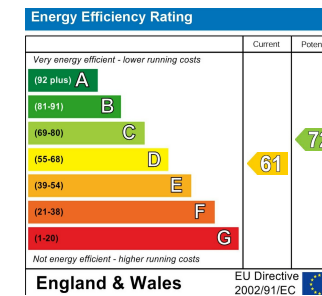 Energy Efficiency Rating
Current
Very energy efficient - lower running costs
(92 plus) A
(81-91) B
(69-80) C
(55-68) D
(39-54) E
(21-38) F
(1-20) G
61
Not energy efficient - higher running costs
England & Wales
EU Directive
2002/91/EC